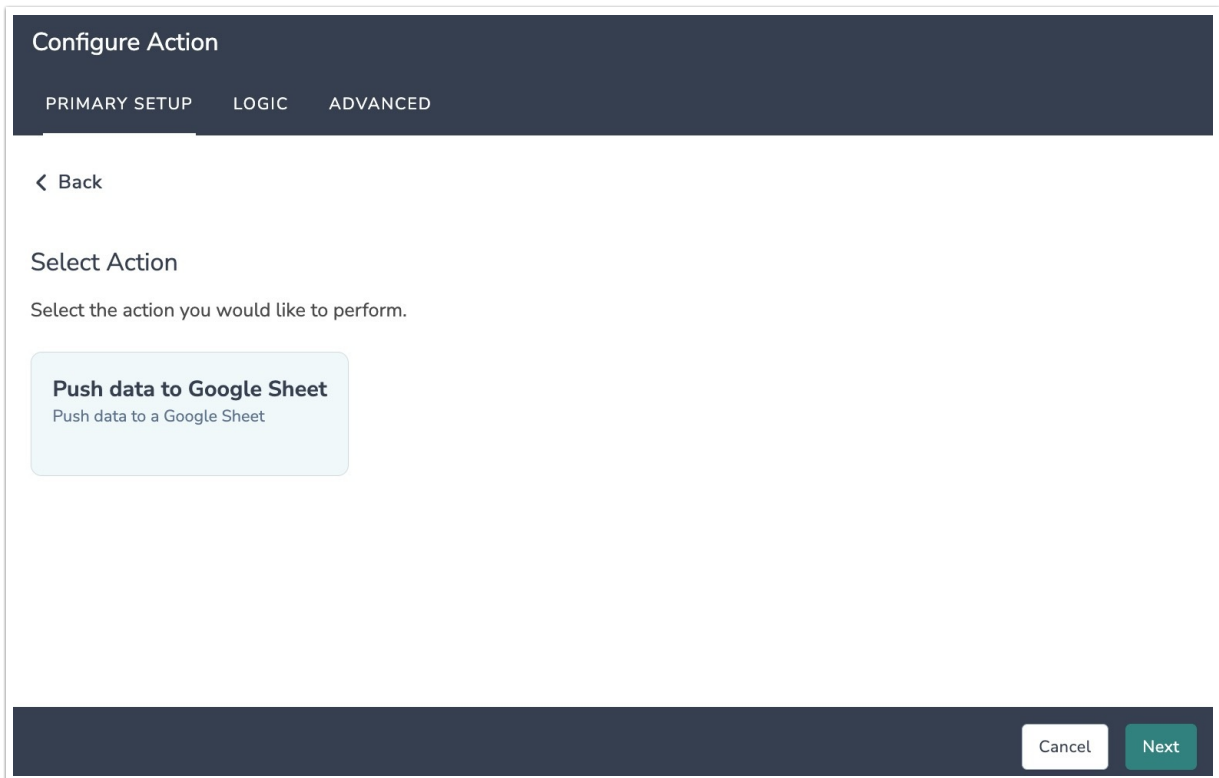 Configure Action
PRIMARY SETUP LOGIC ADVANCED
Back
Select Action
Select the action you would like to perform.
Push data to Google Sheet
Push data to a Google Sheet
Cancel Next